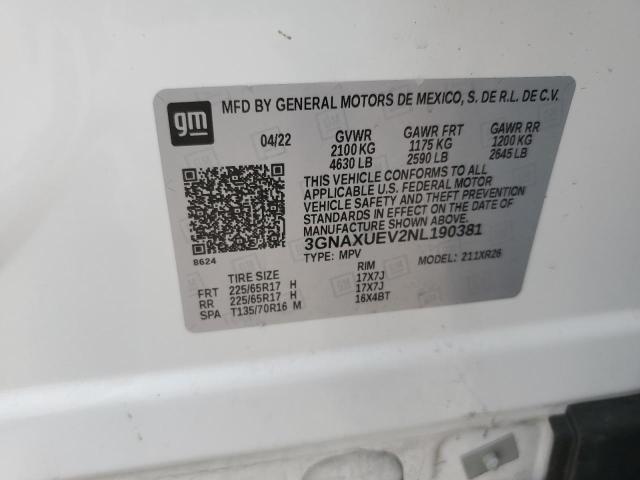 gm
MFD BY GENERAL MOTORS DE MEXICO, S. DE R.L. DE C.V.
04/22 GVWR GAWR FRT GAWR RR
2100 KG 1175 KG 1200 KG
4630 LB 2590 LB 2645 LB
THIS VEHICLE CONFORMS TO ALL
APPLICABLE U.S. FEDERAL MOTOR
VEHICLE SAFETY AND THEFT PREVENTION
STANDARDS IN EFFECT ON THE DATE OF
MANUFACTURE SHOWN ABOVE.
3GNAXUEV2NL190381
8624
TYPE: MPV MODEL: 211XR26
TIRE SIZE RIM
FRT 225/65R17 H 17X7J
RR 225/65R17 H 17X7J
SPA T135/70R16 M 16X4BT